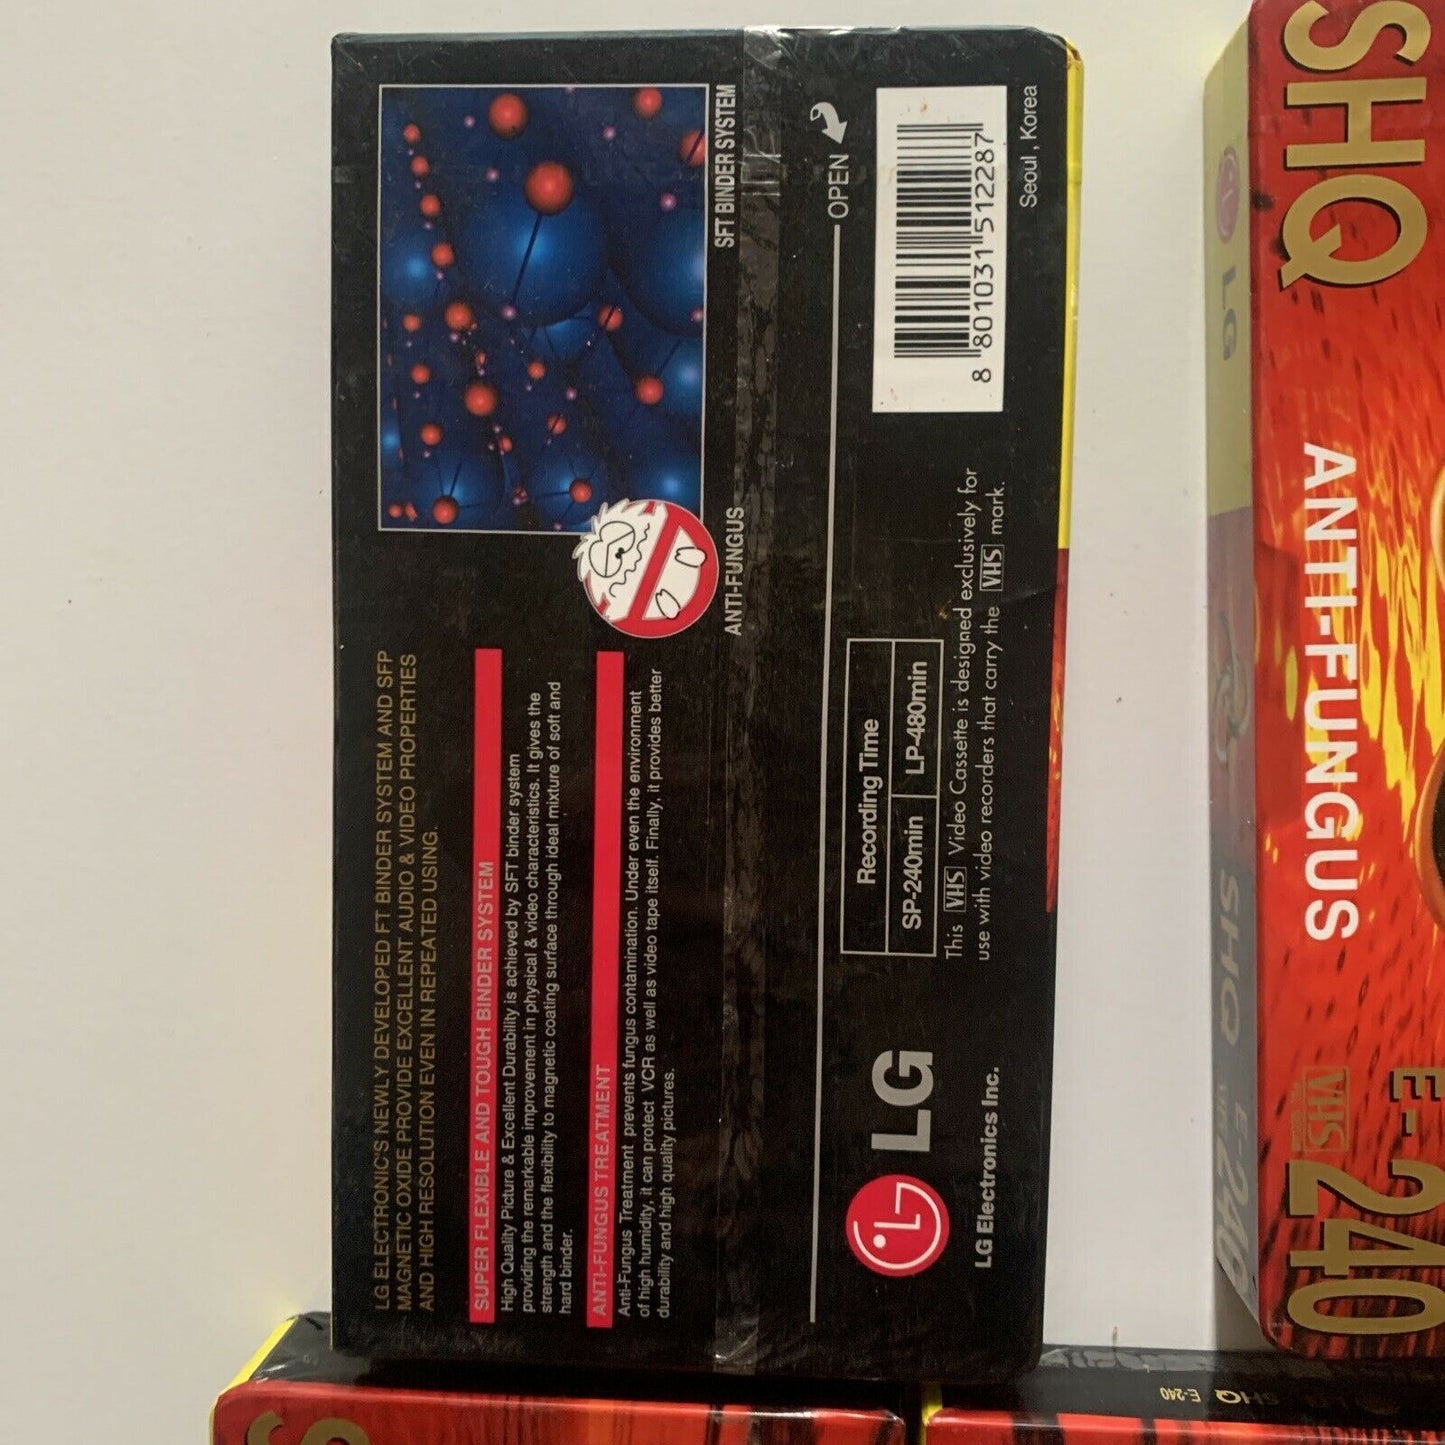 LG ELECTRONIC'S NEWLY DEVELOPED FT BINDER SYSTEM AND SFP
MAGNETIC OXIDE PROVIDE EXCELLENT AUDIO & VIDEO PROPERTIES
AND HIGH RESOLUTION EVEN IN REPEATED USING.
SUPER FLEXIBLE AND TOUGH BINDER SYSTEM
High Quality Picture & Excellent Durability is achieved by SFT binder system
providing the remarkable improvement in physical & video characteristics. It gives the
strength and the flexibility to magnetic coating surface through ideal mixture of soft and
hard binder.
ANTI-FUNGUS TREATMENT
Anti-Fungus Treatment prevents fungus contamination. Under even the environment
of high humidity, it can protect VCR as well as video tape itself. Finally, it provides better
durability and high quality pictures.
ANTI-FUNGUS
SFT BINDER SYSTEM
OPEN
LG
LG Electronics Inc.
Recording Time
SP-240min LP-480min
This VHS Video Cassette is designed exclusively for
use with video recorders that carry the VHS mark.
8 801031 512287
Seoul, Korea
SHQ
ANTI-FUNGUS
VHS
E-240
LG
SHQ
E-240
LG SHQ E-240
S